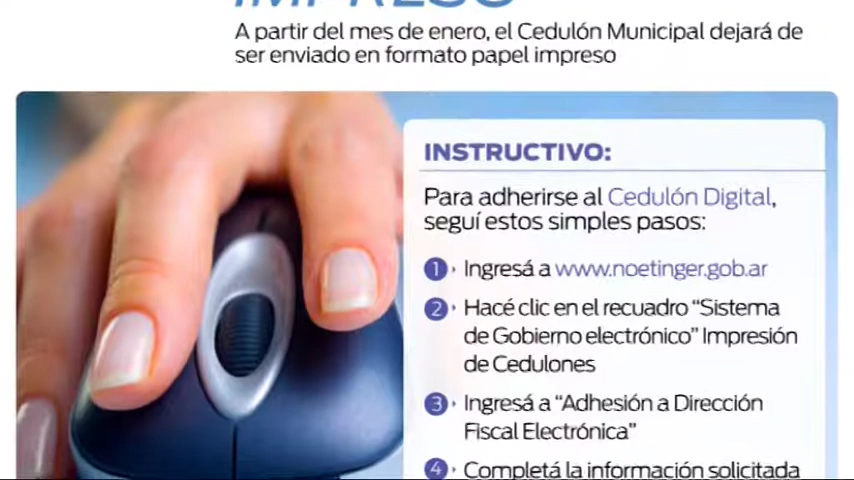 IMPRESO
A partir del mes de enero, el Cedulón Municipal dejará de
ser enviado en formato papel impreso
INSTRUCTIVO:
Para adherirse al Cedulón Digital,
seguí estos simples pasos:
1 Ingresá a www.noetinger.gob.ar
2 Hacé clic en el recuadro “Sistema
de Gobierno electrónico” Impresión
de Cedulones
3 Ingresá a “Adhesión a Dirección
Fiscal Electrónica”
4 Completá la información solicitada